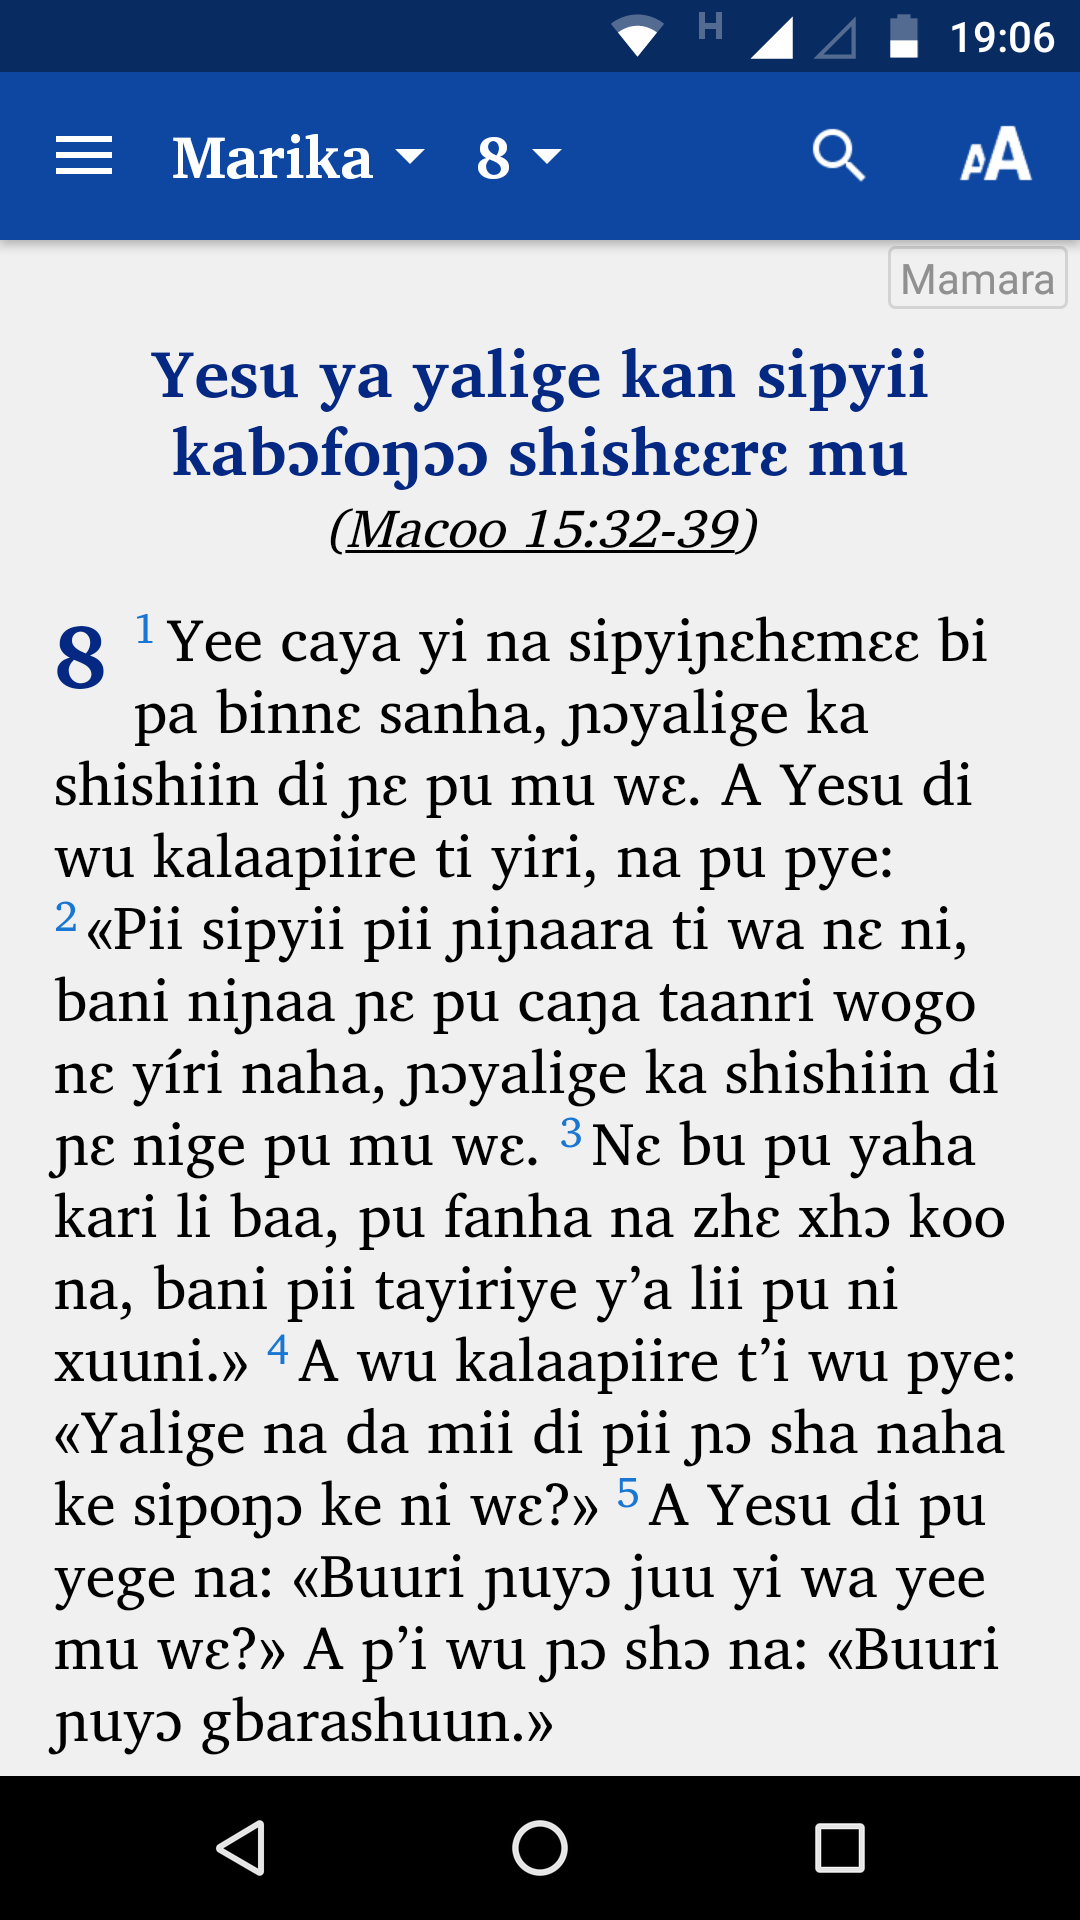 H 19:06
Marika 8 AA
Mamara
Yesu ya yalige kan sipyii
kabɔfoŋɔɔ shishɛɛrɛ mu
(Macoo 15:32-39)
8 1 Yee caya yi na sipyiɲɛhɛmɛɛ bi
pa binnɛ sanha, ɲɔyalige ka
shishiin di ɲɛ pu mu wɛ. A Yesu di
wu kalaapiire ti yiri, na pu pye:
2 «Pii sipyii pii ɲiɲaara ti wa nɛ ni,
bani niɲaa ɲɛ pu caŋa taanri wogo
nɛ yíri naha, ɲɔyalige ka shishiin di
ɲɛ nige pu mu wɛ. 3 Nɛ bu pu yaha
kari li baa, pu fanha na zhɛ xhɔ koo
na, bani pii tayiriye y’a lii pu ni
xuuni.» 4 A wu kalaapiire t’i wu pye:
«Yalige na da mii di pii ɲɔ sha naha
ke sipoŋɔ ke ni wɛ?» 5 A Yesu di pu
yege na: «Buuri ɲuyɔ juu yi wa yee
mu wɛ?» A p’i wu ɲɔ shɔ na: «Buuri
ɲuyɔ gbarashuun.»